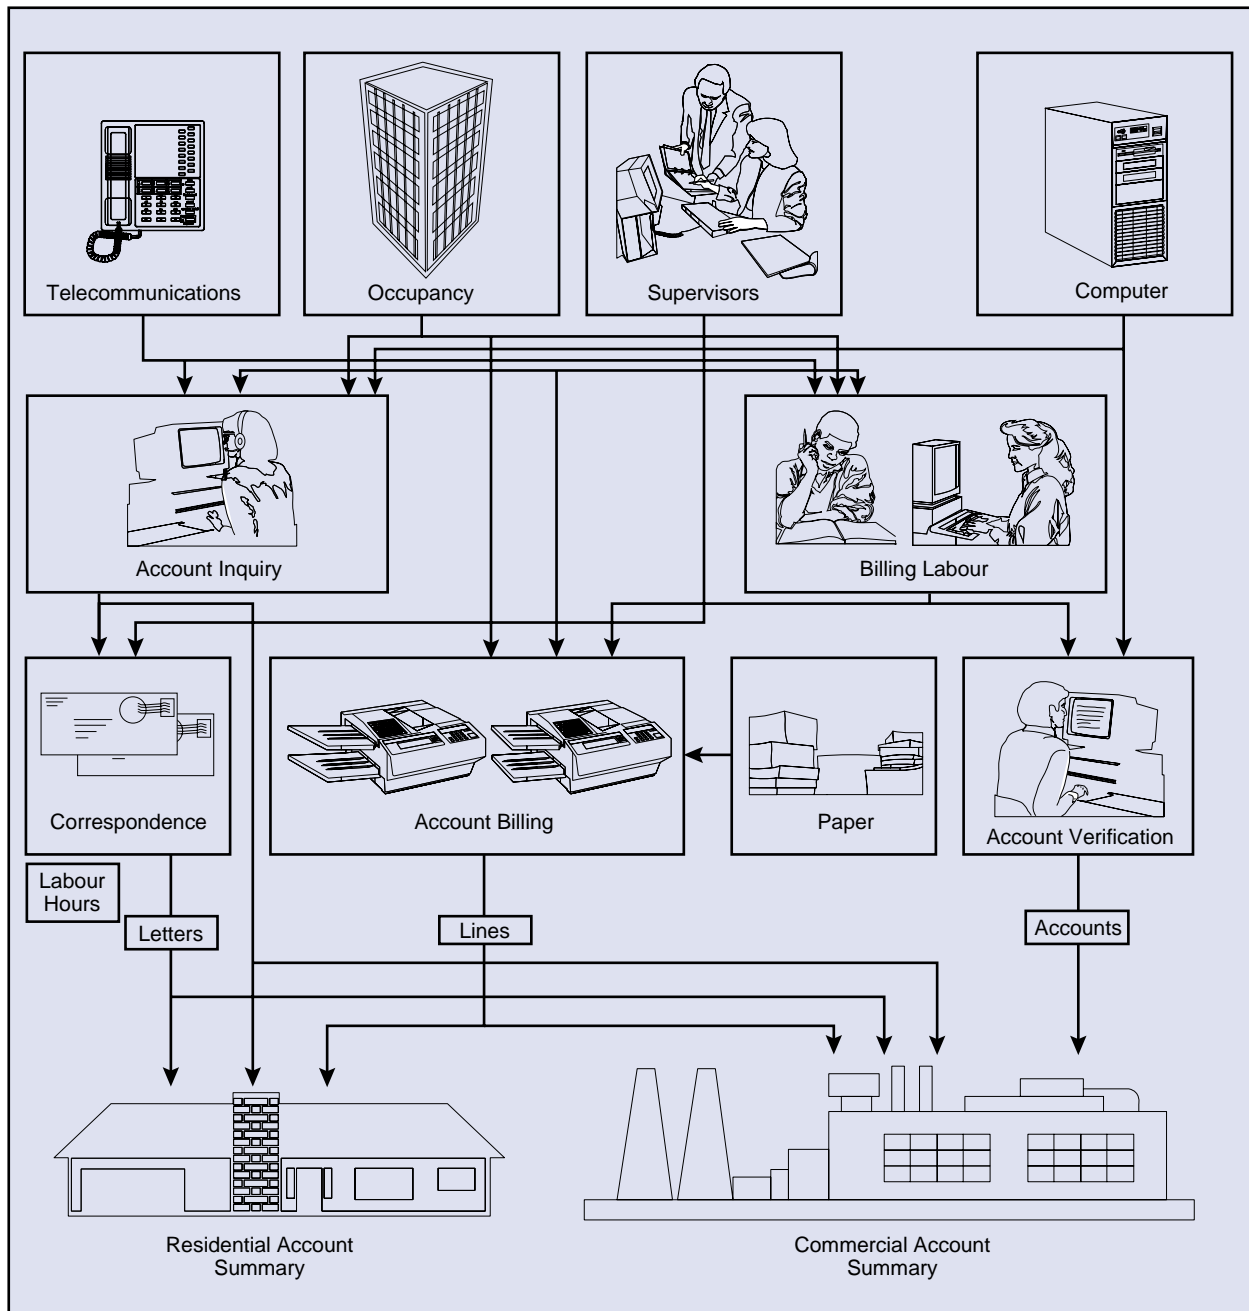 Telecommunications
Occupancy
Supervisors
Computer
Account Inquiry
Billing Labour
Correspondence
Account Billing
Paper
Account Verification
Labour
Hours
Letters
Lines
Accounts
Residential Account
Summary
Commercial Account
Summary